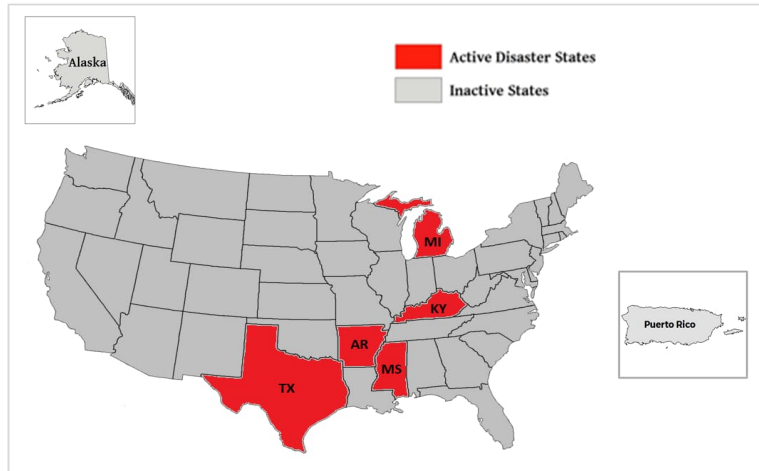 Alaska
Active Disaster States
Inactive States
MI
KY
AR
MS
TX
Puerto Rico